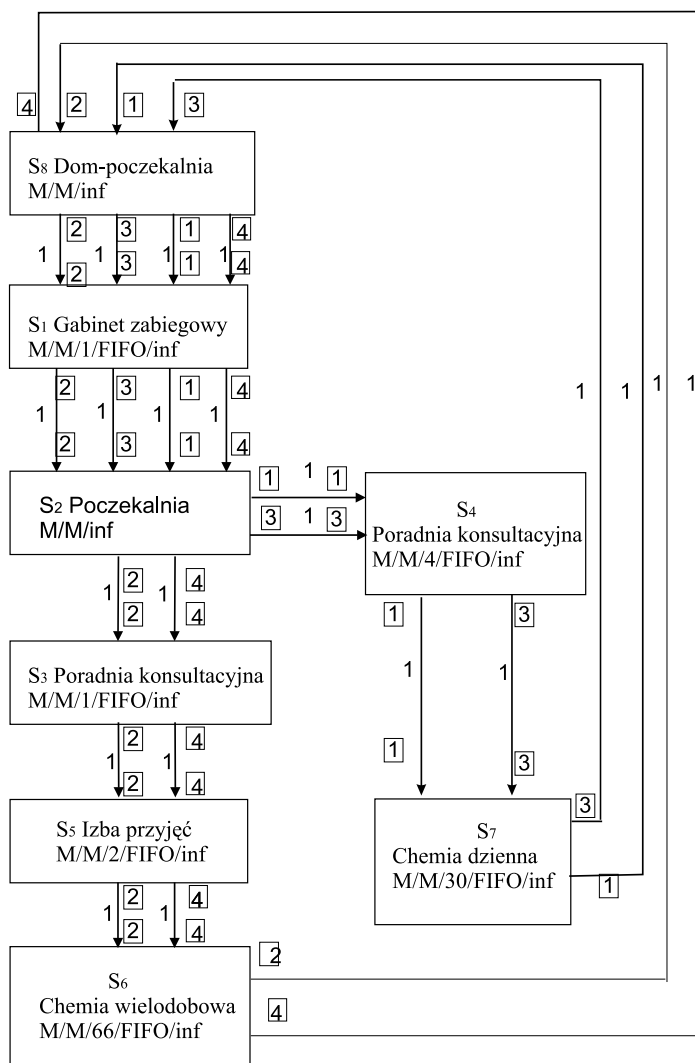 4 2 1 3
S8 Dom-poczekalnia
M/M/inf
2 3 1 4
1 1 1 1
2 3 1 4
S1 Gabinet zabiegowy
M/M/1/FIFO/inf
1 1 1 1
2 3 1 4
1 1 1 1
2 3 1 4
1 1 1
S2 Poczekalnia
M/M/inf
3 1 3
S4
Poradnia konsultacyjna
M/M/4/FIFO/inf
2 4
1 1
2 4
1 3
S3 Poradnia konsultacyjna
M/M/1/FIFO/inf
1 1
2 4
1 1
2 4
1 3
S5 Izba przyjęć
M/M/2/FIFO/inf
3
S7
Chemia dzienna
M/M/30/FIFO/inf
1
2 4
1 1
2 4
2
S6
Chemia wielodobowa
M/M/66/FIFO/inf
4